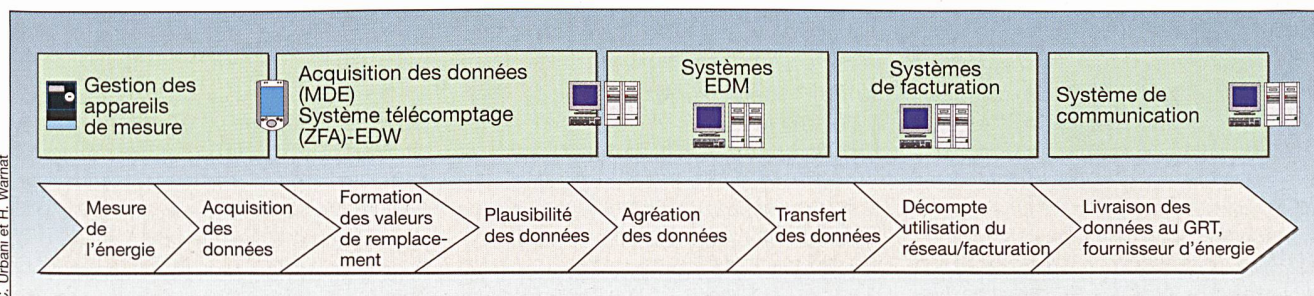 Gestion des
appareils
de mesure
Acquisition des données
(MDE)
Système télécomptage
(ZFA)-EDW
Systèmes
EDM
Systèmes
de facturation
Système de
communication
Mesure
de
l'énergie
Acquisition
des
données
Formation
des valeurs
de remplace-
ment
Plausibilité
des données
Agréation
des données
Transfert
des données
Décompte
utilisation du
réseau/facturation
Livraison des
données au GRT,
fournisseur d'énergie
Urbani et H. Warnat